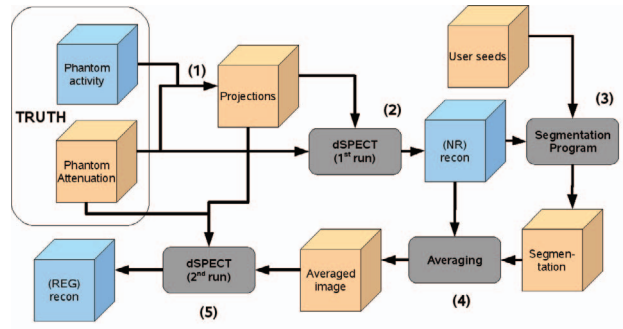 Phantom
activity
(1)
TRUTH
Phantom
Attenuation
Projections
(2)
dSPECT
(1st run)
(NR)
recon
User seeds
(3)
Segmentation
Program
Segmen-
tation
Averaging
(4)
Averaged
image
dSPECT
(2nd run)
(5)
(REG)
recon